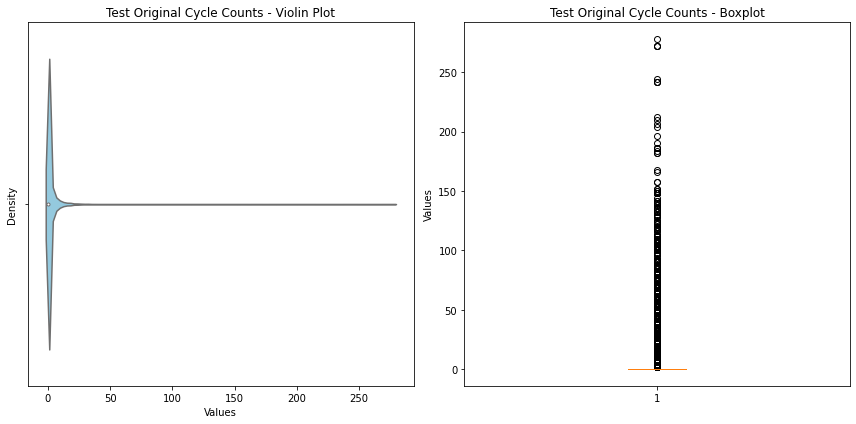 Test Original Cycle Counts - Violin Plot
Density
0 50 100 150 200 250
Values
Test Original Cycle Counts - Boxplot
Values
250
200
150
100
50
0
1